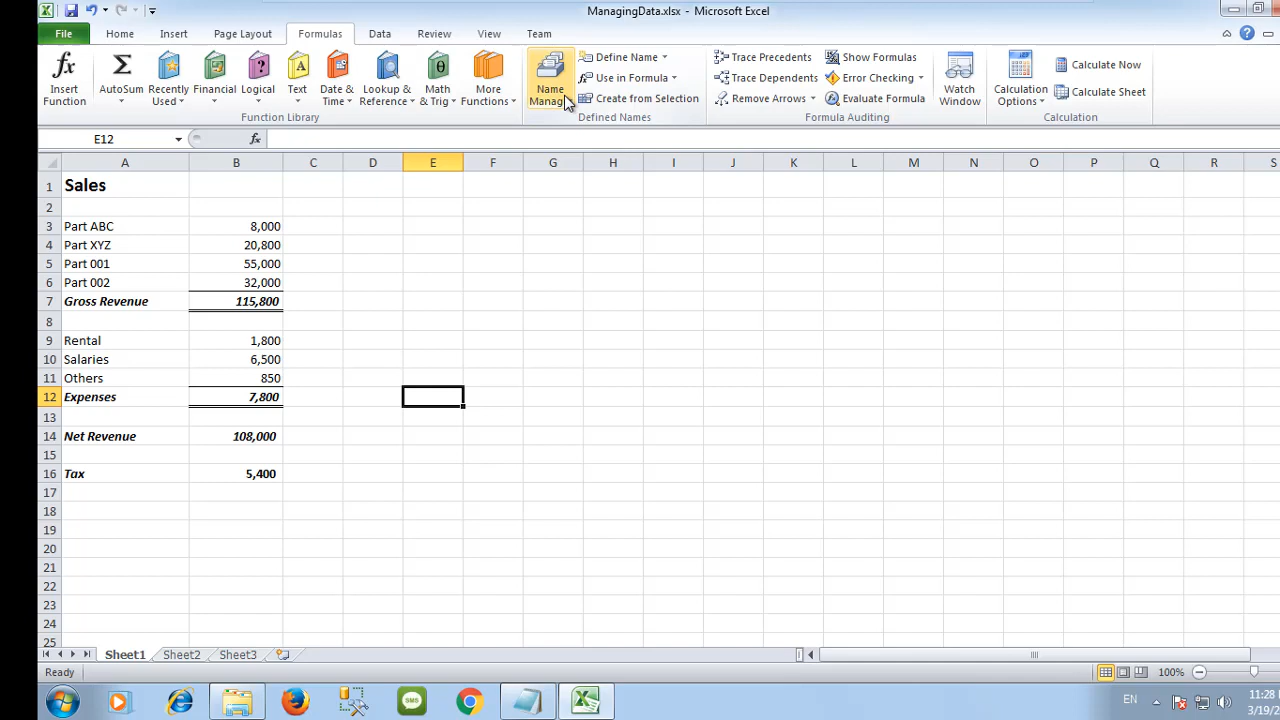 ManagingData.xlsx - Microsoft Excel
File Home Insert Page Layout Formulas Data Review View Team
fx Insert Function
Σ AutoSum
Recently Used
Financial
Logical
Text
Date & Time
Lookup & Reference
Math & Trig
More Functions
Function Library
Name
Define Name
Use in Formula
Create from Selection
Defined Names
Trace Precedents
Trace Dependents
Remove Arrows
Show Formulas
Error Checking
Evaluate Formula
Formula Auditing
Watch Window
Calculation Options
Calculate Now
Calculate Sheet
Calculation
E12 fx
A B C D E F G H I J K L M N O P Q R S
1 Sales
2
3 Part ABC 8,000
4 Part XYZ 20,800
5 Part 001 55,000
6 Part 002 32,000
7 Gross Revenue 115,800
8
9 Rental 1,800
10 Salaries 6,500
11 Others 850
12 Expenses 7,800
13
14 Net Revenue 108,000
15
16 Tax 5,400
17
18
19
20
21
22
23
24
25
Sheet1 Sheet2 Sheet3
Ready 100%
SMS EN 11:28
3/19/2